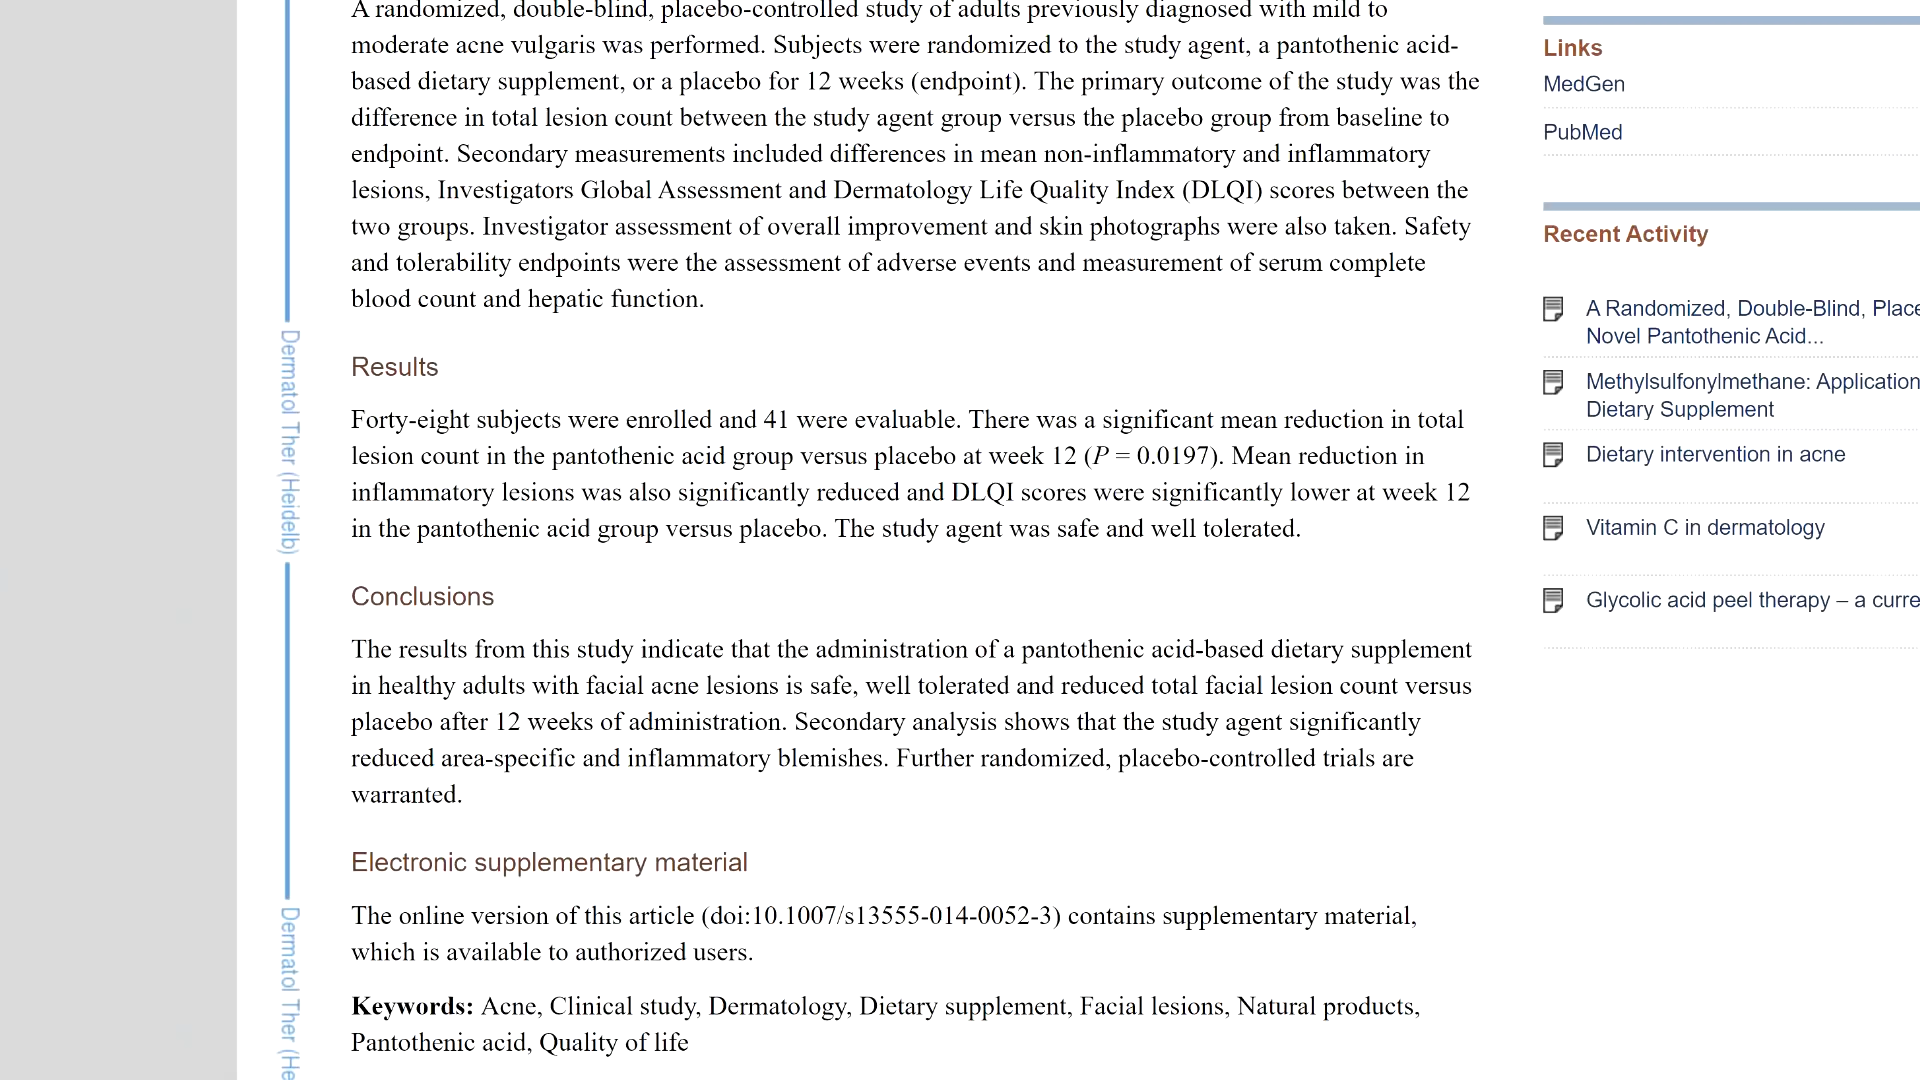 A randomized, double-blind, placebo-controlled study of adults previously diagnosed with mild to
moderate acne vulgaris was performed. Subjects were randomized to the study agent, a pantothenic acid-
based dietary supplement, or a placebo for 12 weeks (endpoint). The primary outcome of the study was the
difference in total lesion count between the study agent group versus the placebo group from baseline to
endpoint. Secondary measurements included differences in mean non-inflammatory and inflammatory
lesions, Investigators Global Assessment and Dermatology Life Quality Index (DLQI) scores between the
two groups. Investigator assessment of overall improvement and skin photographs were also taken. Safety
and tolerability endpoints were the assessment of adverse events and measurement of serum complete
blood count and hepatic function.
Results
Forty-eight subjects were enrolled and 41 were evaluable. There was a significant mean reduction in total
lesion count in the pantothenic acid group versus placebo at week 12 (P = 0.0197). Mean reduction in
inflammatory lesions was also significantly reduced and DLQI scores were significantly lower at week 12
in the pantothenic acid group versus placebo. The study agent was safe and well tolerated.
Conclusions
The results from this study indicate that the administration of a pantothenic acid-based dietary supplement
in healthy adults with facial acne lesions is safe, well tolerated and reduced total facial lesion count versus
placebo after 12 weeks of administration. Secondary analysis shows that the study agent significantly
reduced area-specific and inflammatory blemishes. Further randomized, placebo-controlled trials are
warranted.
Electronic supplementary material
The online version of this article (doi:10.1007/s13555-014-0052-3) contains supplementary material,
which is available to authorized users.
Keywords: Acne, Clinical study, Dermatology, Dietary supplement, Facial lesions, Natural products,
Pantothenic acid, Quality of life
Dermatol Ther (Heidelb)
Dermatol Ther (He
Links
MedGen
PubMed
Recent Activity
A Randomized, Double-Blind, Place
Novel Pantothenic Acid...
Methylsulfonylmethane: Application
Dietary Supplement
Dietary intervention in acne
Vitamin C in dermatology
Glycolic acid peel therapy – a curre